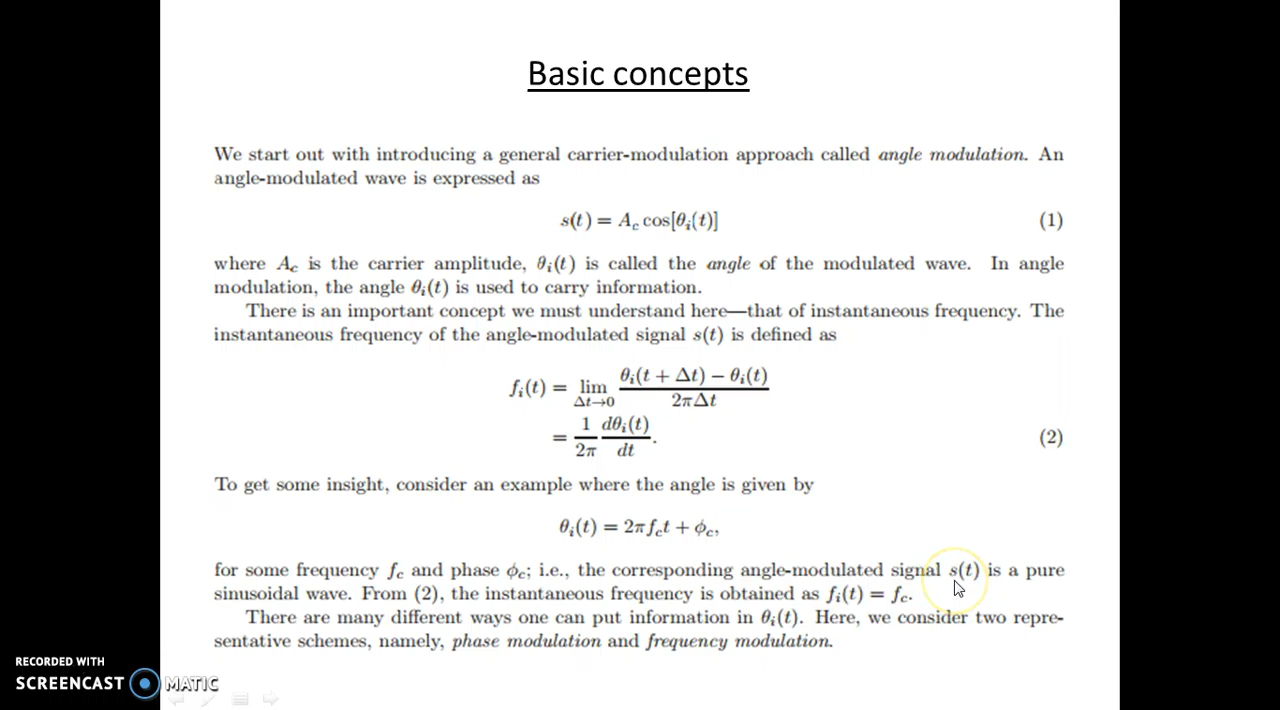 Basic concepts
We start out with introducing a general carrier-modulation approach called angle modulation. An
angle-modulated wave is expressed as
s(t) = A_c cos[θ_i(t)] (1)
where A_c is the carrier amplitude, θ_i(t) is called the angle of the modulated wave. In angle
modulation, the angle θ_i(t) is used to carry information.
There is an important concept we must understand here—that of instantaneous frequency. The
instantaneous frequency of the angle-modulated signal s(t) is defined as
f_i(t) = lim_{Δt→0} (θ_i(t + Δt) − θ_i(t)) / (2πΔt)
= (1/2π) (dθ_i(t)/dt). (2)
To get some insight, consider an example where the angle is given by
θ_i(t) = 2πf_c t + ϕ_c,
for some frequency f_c and phase ϕ_c; i.e., the corresponding angle-modulated signal s(t) is a pure
sinusoidal wave. From (2), the instantaneous frequency is obtained as f_i(t) = f_c.
There are many different ways one can put information in θ_i(t). Here, we consider two repre-
sentative schemes, namely, phase modulation and frequency modulation.
RECORDED WITH
SCREENCAST MATIC